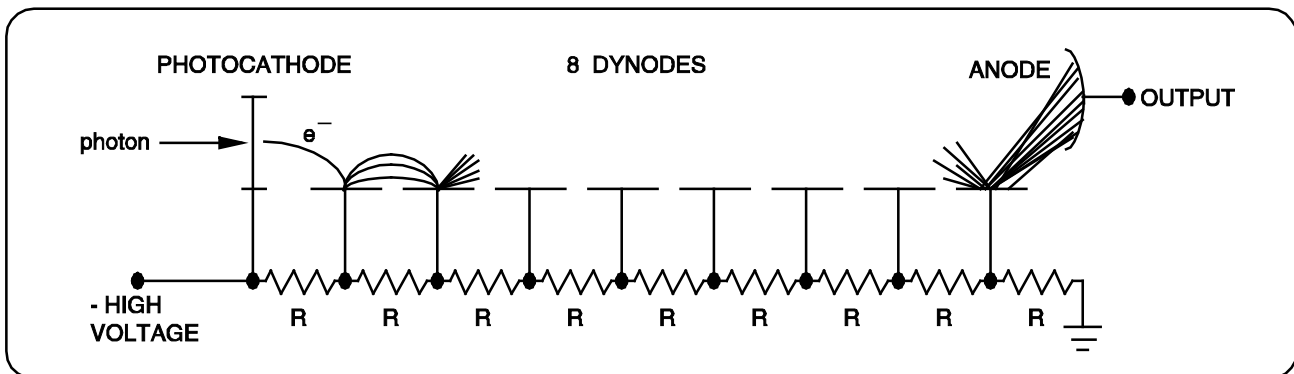 PHOTOCATHODE
8 DYNODES
ANODE
OUTPUT
photon
e−
- HIGH
VOLTAGE
R R R R R R R R R